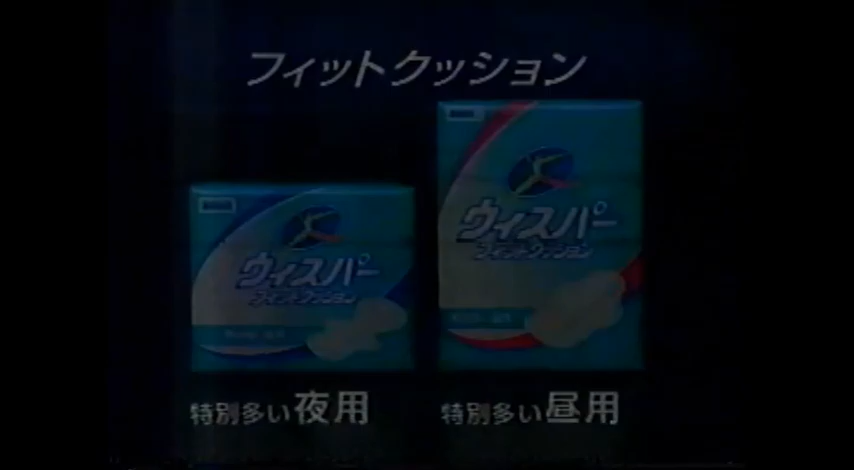 フィットクッション
ウィスパー
フィットクッション
ウィスパー
フィットクッション
特別多い夜用
特別多い昼用